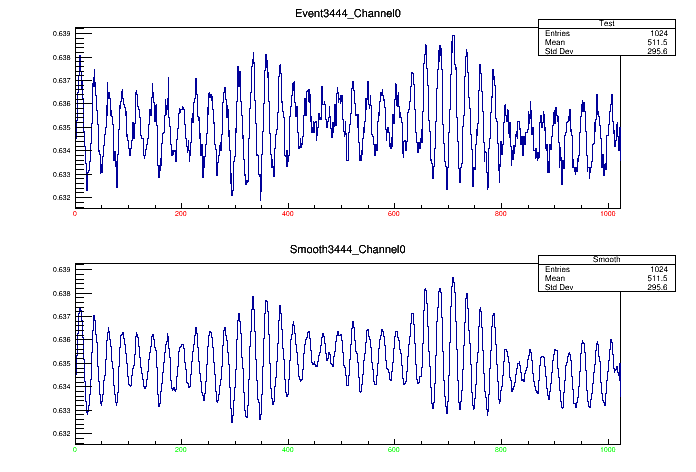 Event3444_Channel0
Test
Entries 1024
Mean 511.5
Std Dev 295.6
0.639
0.638
0.637
0.636
0.635
0.634
0.633
0.632
0 200 400 600 800 1000
Smooth3444_Channel0
Smooth
Entries 1024
Mean 511.5
Std Dev 295.6
0.639
0.638
0.637
0.636
0.635
0.634
0.633
0.632
0 200 400 600 800 1000